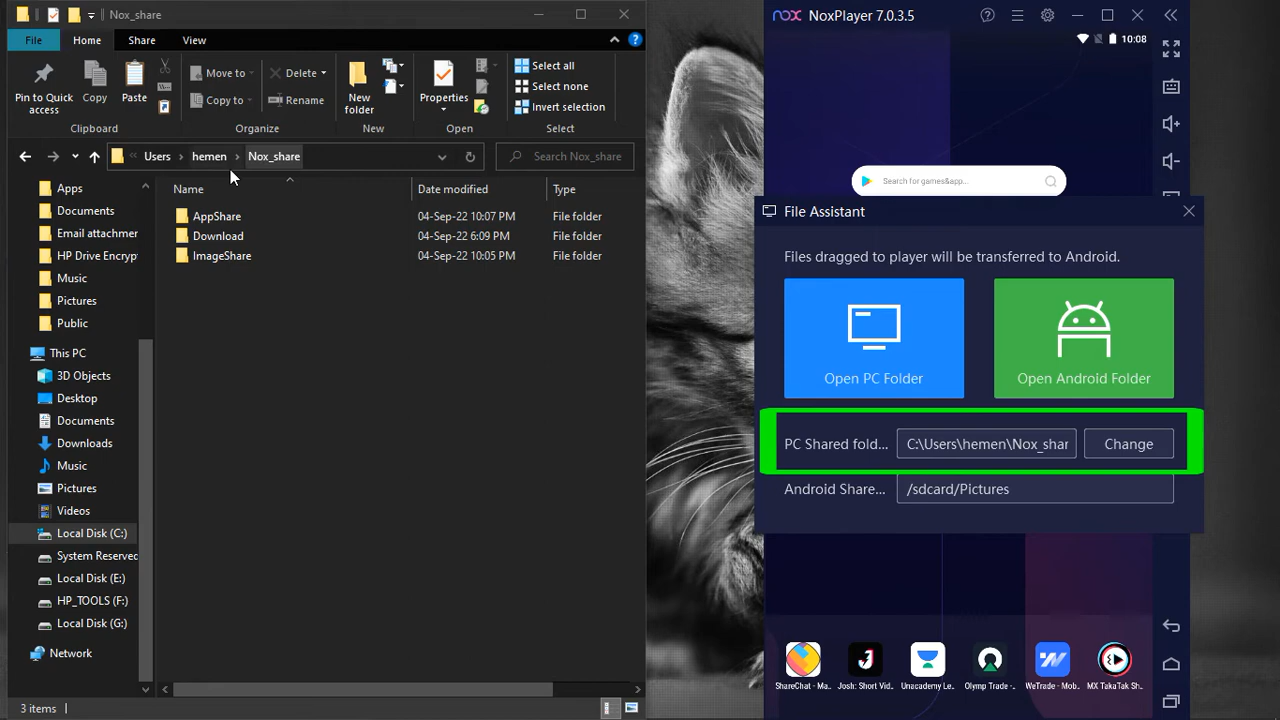 Nox_share
File
Home
Share
View
Pin to Quick access
Copy
Paste
Move to
Copy to
Delete
Rename
New folder
Properties
Select all
Select none
Insert selection
Clipboard
Organize
New
Open
Select
Users
hemen
Nox_share
Search Nox_share
Name
Date modified
Type
AppShare
04-Sep-22 10:07 PM
File folder
Download
04-Sep-22 6:09 PM
File folder
ImageShare
04-Sep-22 10:05 PM
File folder
Apps
Documents
Email attachmer
HP Drive Encryp
Music
Pictures
Public
This PC
3D Objects
Desktop
Documents
Downloads
Music
Pictures
Videos
Local Disk (C:)
System Reserved
Local Disk (E:)
HP_TOOLS (F:)
Local Disk (G:)
Network
3 items
nox NoxPlayer 7.0.3.5
10:08
Search for games&app...
File Assistant
Files dragged to player will be transferred to Android.
Open PC Folder
Open Android Folder
PC Shared fold...
C:\Users\hemen\Nox_shar
Change
Android Share...
/sdcard/Pictures
ShareChat - Ma...
Josh: Short Vid...
Unacademy Le...
Olymp Trade -...
WeTrade - Mob...
MX TakaTak Sh...